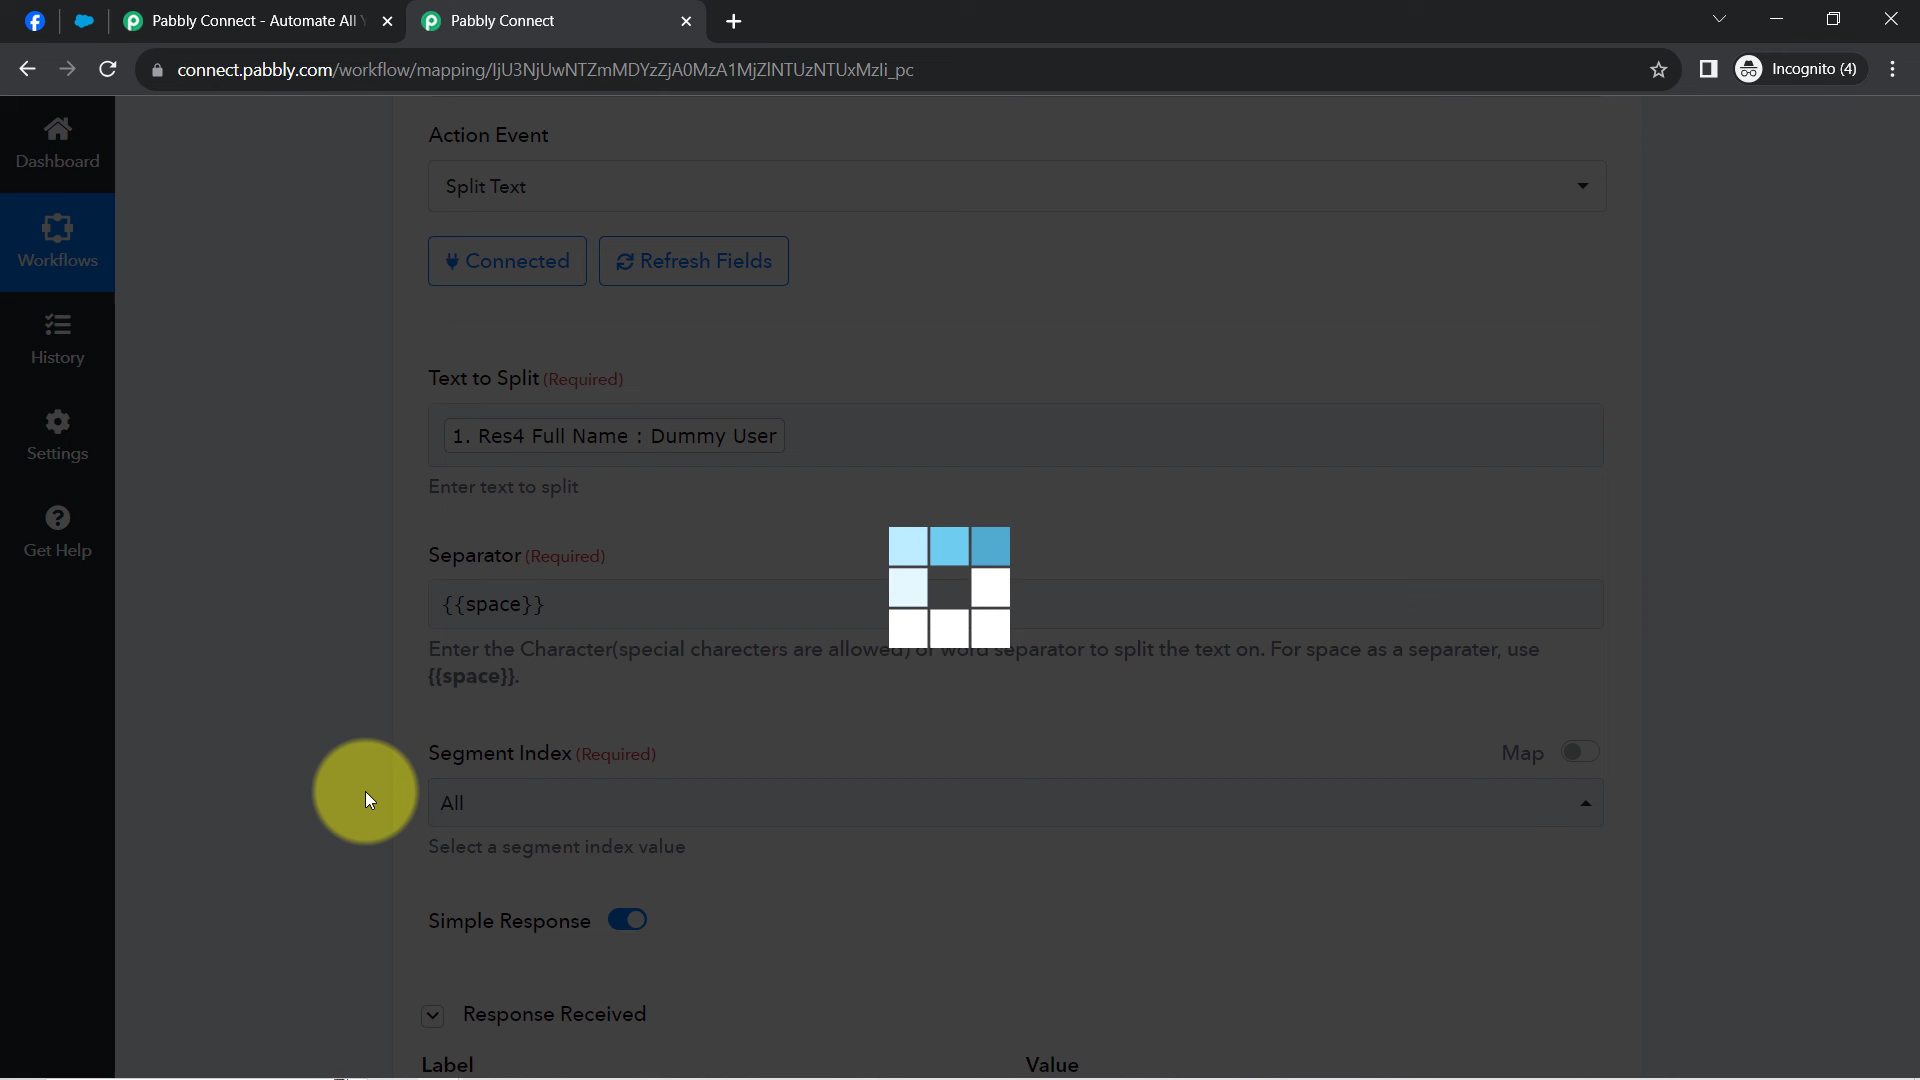 Pabbly Connect - Automate All
Pabbly Connect
connect.pabbly.com/workflow/mapping/IjU3NjUwNTZmMDYzZjA0MzA1MjZlNTUzNTUxMzli_pc
Incognito (4)
Dashboard
Workflows
History
Settings
Get Help
Action Event
Split Text
Connected
Refresh Fields
Text to Split (Required)
1. Res4 Full Name : Dummy User
Enter text to split
Separator (Required)
{{space}}
Enter the Character(special charecters are allowed) or word separator to split the text on. For space as a separater, use
{{space}}.
Segment Index (Required)
Map
All
Select a segment index value
Simple Response
Response Received
Label
Value